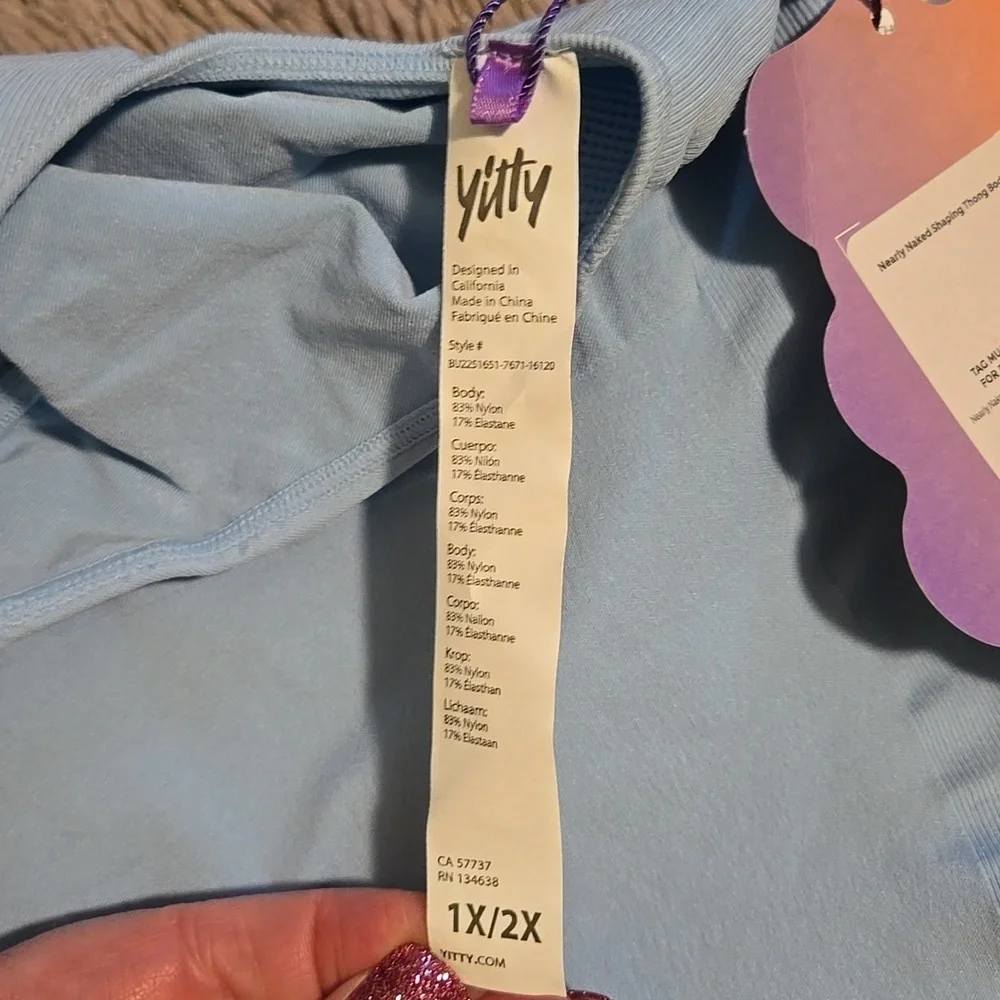 yitty
Designed in
California
Made in China
Fabriqué en Chine
Style #
BU2251651-7671-16120
Body:
83% Nylon
17% Elastane
Cuerpo:
83% Nilón
17% Élasthanne
Corps:
83% Nylon
17% Élasthanne
Body:
83% Nylon
17% Élasthanne
Corpo:
83% Nailon
17% Élasthanne
Krop:
83% Nylon
17% Elasthan
Lichaam:
83% Nylon
17% Elastaan
CA 57737
RN 134638
1X/2X
YITTY.COM
Nearly Naked Shaping Thong Bod
TAG MU
FOR
Nearly Nak